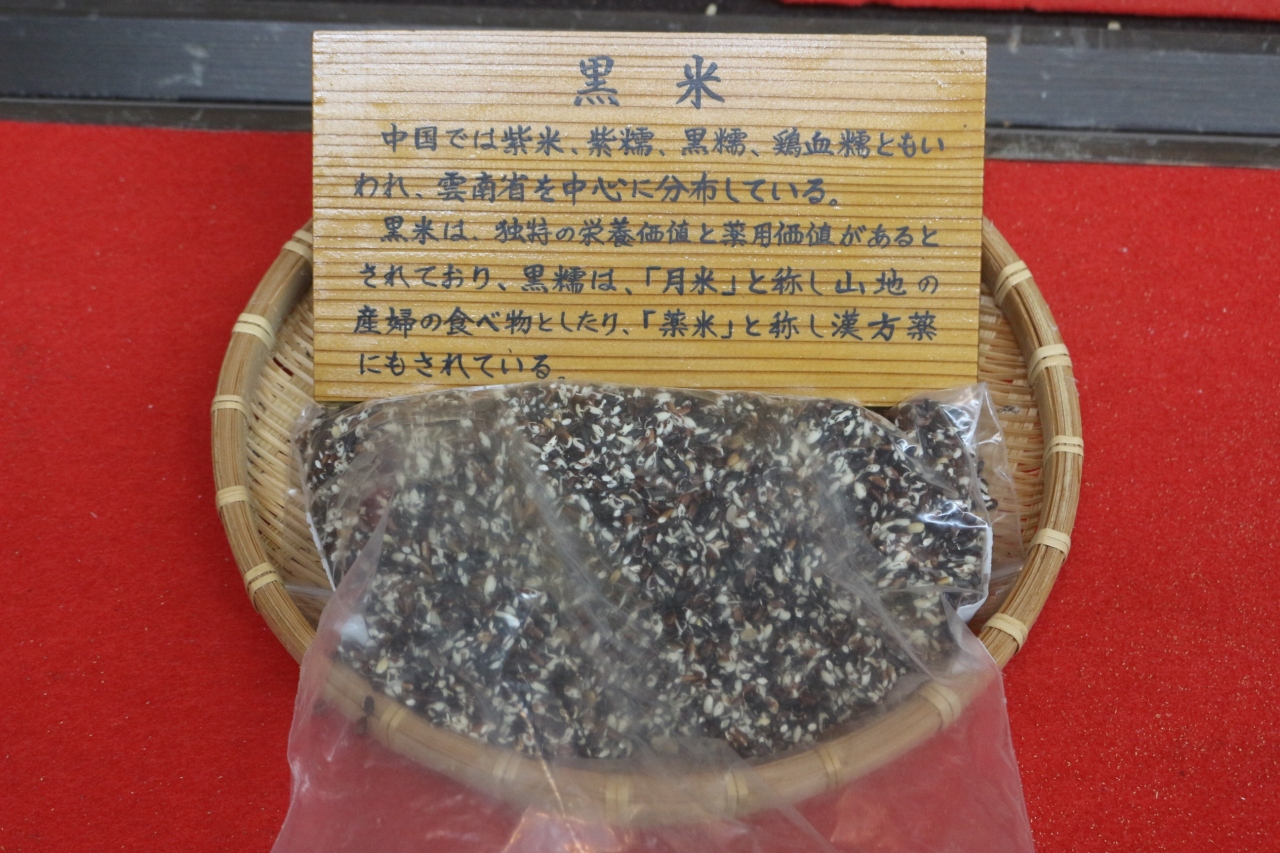 黒米
中国では紫米、紫糯、黒糯、鶏血糯ともい
われ、雲南省を中心に分布している。
黒米は、独特の栄養価値と薬用価値があると
されており、黒糯は、「月米」と称し山地の
産婦の食べ物としたり、「薬米」と称し漢方薬
にもされている。